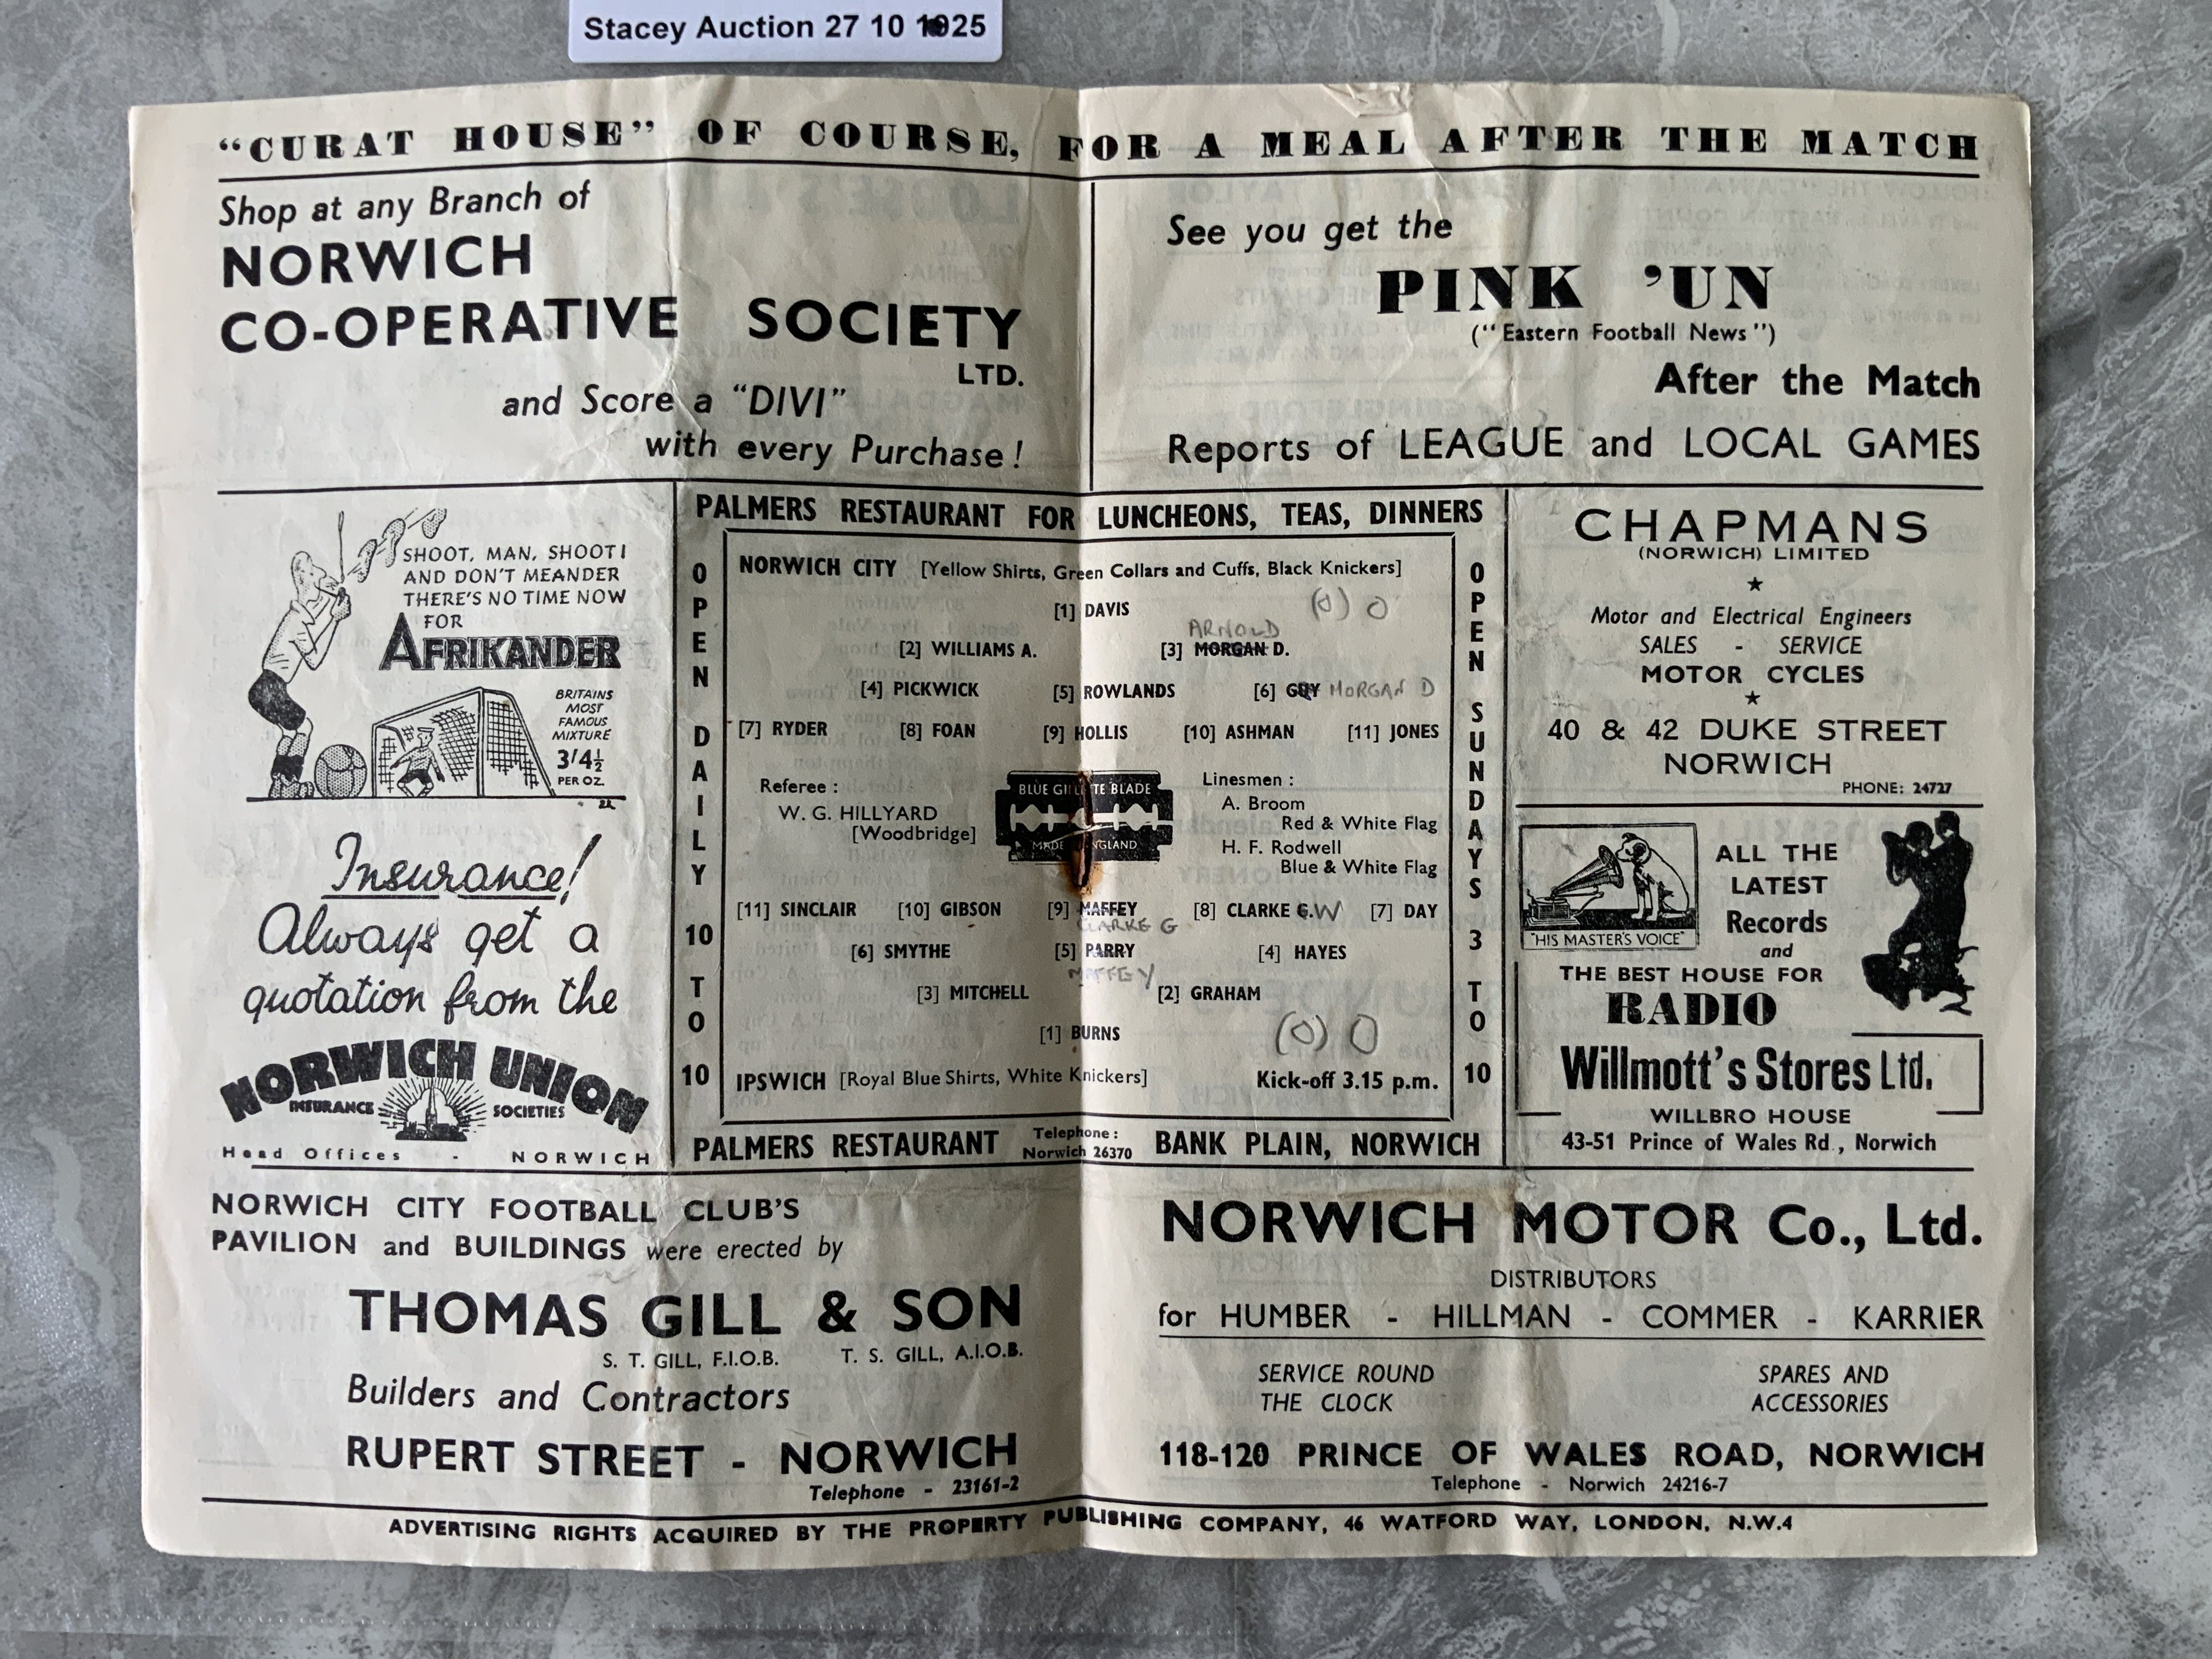 Stacey Auction 27 10 1925
"CURAT HOUSE" OF COURSE, FOR A MEAL AFTER THE MATCH
Shop at any Branch of
NORWICH
CO-OPERATIVE SOCIETY
LTD.
and Score a "DIVI"
with every Purchase!
See you get the
PINK 'UN
("Eastern Football News")
After the Match
Reports of LEAGUE and LOCAL GAMES
SHOOT, MAN, SHOOT!
AND DON'T MEANDER
THERE'S NO TIME NOW
FOR
AFRIKANDER
BRITAINS
MOST
FAMOUS
MIXTURE
3/4½
PER OZ.
Insurance!
Always get a
quotation from the
NORWICH UNION
INSURANCE SOCIETIES
Head Offices - NORWICH
PALMERS RESTAURANT FOR LUNCHEONS, TEAS, DINNERS
OPEN DAILY 10 TO 10
NORWICH CITY [Yellow Shirts, Green Collars and Cuffs, Black Knickers]
[1] DAVIS (0) 0
ARNOLD
[2] WILLIAMS A. [3] MORGAN D.
[4] PICKWICK [5] ROWLANDS [6] GUY MORGAN D
[7] RYDER [8] FOAN [9] HOLLIS [10] ASHMAN [11] JONES
Referee :
W. G. HILLYARD
[Woodbridge]
BLUE GILLETTE BLADE
MADE ENGLAND
Linesmen :
A. Broom
Red & White Flag
H. F. Rodwell
Blue & White Flag
[11] SINCLAIR [10] GIBSON [9] MAFFEY [8] CLARKE G.W [7] DAY
CLARKE G
[6] SMYTHE [5] PARRY [4] HAYES
MAFFEY
[3] MITCHELL [2] GRAHAM
[1] BURNS (0) 0
IPSWICH [Royal Blue Shirts, White Knickers] Kick-off 3.15 p.m.
OPEN SUNDAYS 3 TO 10
PALMERS RESTAURANT Telephone : Norwich 26370 BANK PLAIN, NORWICH
CHAPMANS
(NORWICH) LIMITED
★
Motor and Electrical Engineers
SALES - SERVICE
MOTOR CYCLES
★
40 & 42 DUKE STREET
NORWICH
PHONE: 24727
"HIS MASTER'S VOICE"
ALL THE
LATEST
Records
and
THE BEST HOUSE FOR
RADIO
Willmott's Stores Ltd.
WILLBRO HOUSE
43-51 Prince of Wales Rd., Norwich
NORWICH CITY FOOTBALL CLUB'S
PAVILION and BUILDINGS were erected by
THOMAS GILL & SON
S. T. GILL, F.I.O.B. T. S. GILL, A.I.O.B.
Builders and Contractors
RUPERT STREET - NORWICH
Telephone - 23161-2
NORWICH MOTOR Co., Ltd.
DISTRIBUTORS
for HUMBER - HILLMAN - COMMER - KARRIER
SERVICE ROUND THE CLOCK
SPARES AND ACCESSORIES
118-120 PRINCE OF WALES ROAD, NORWICH
Telephone - Norwich 24216-7
ADVERTISING RIGHTS ACQUIRED BY THE PROPERTY PUBLISHING COMPANY, 46 WATFORD WAY, LONDON, N.W.4